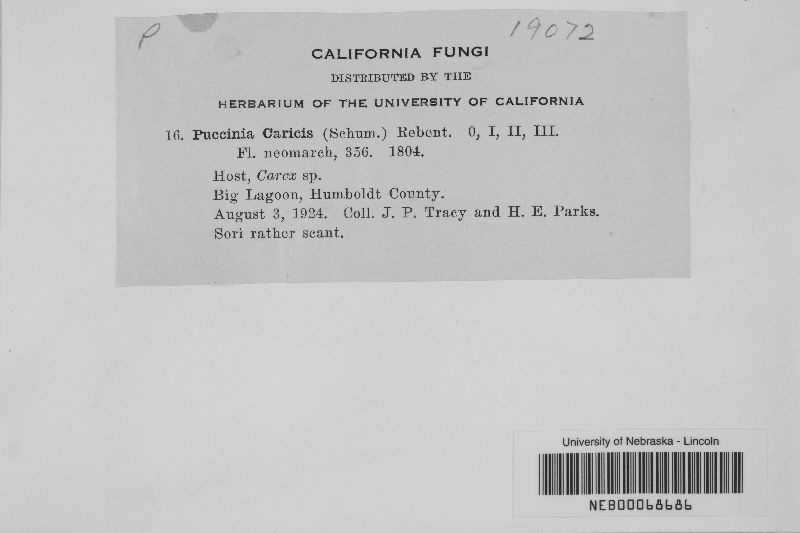 P
19072
CALIFORNIA FUNGI
DISTRIBUTED BY THE
HERBARIUM OF THE UNIVERSITY OF CALIFORNIA
16. Puccinia Caricis (Schum.) Rebent. 0, I, II, III.
Fl. neomarch, 356. 1804.
Host, Carex sp.
Big Lagoon, Humboldt County.
August 3, 1924. Coll. J. P. Tracy and H. E. Parks.
Sori rather scant.
University of Nebraska - Lincoln
NEB00068686